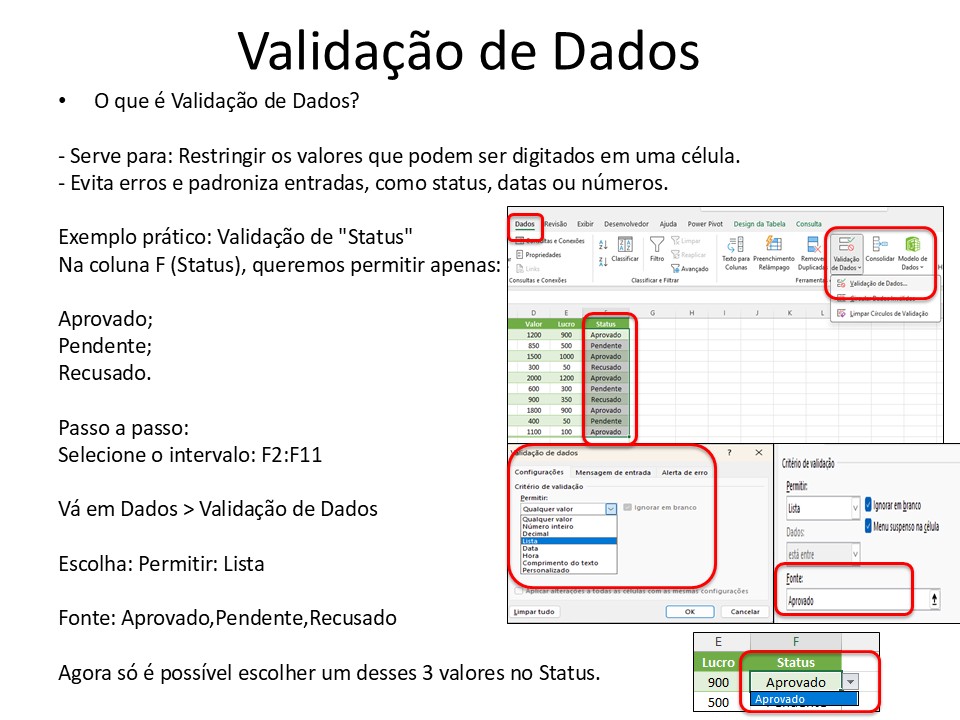 Validação de Dados
• O que é Validação de Dados?
- Serve para: Restringir os valores que podem ser digitados em uma célula.
- Evita erros e padroniza entradas, como status, datas ou números.
Exemplo prático: Validação de "Status"
Na coluna F (Status), queremos permitir apenas:
Aprovado;
Pendente;
Recusado.
Passo a passo:
Selecione o intervalo: F2:F11
Vá em Dados > Validação de Dados
Escolha: Permitir: Lista
Fonte: Aprovado,Pendente,Recusado
Agora só é possível escolher um desses 3 valores no Status.
Dados Revisão Exibir Desenvolvedor Ajuda Power Pivot Design da Tabela Consulta
Consultas e Conexões
Propriedades
Links
Consultas e Conexões
Classificar
Filtro
Limpar
Reaplicar
Avançado
Classificar e Filtrar
Texto para Colunas
Preenchimento Relâmpago
Remover Duplicadas
Validação de Dados
Consolidar
Modelo de Dados
Validação de Dados...
Limpar Círculos de Validação
D E F G H I J K L
Valor Lucro Status
1200 900 Aprovado
850 500 Pendente
1500 1000 Aprovado
300 50 Recusado
2000 1200 Aprovado
600 300 Pendente
900 350 Recusado
1800 900 Aprovado
400 50 Pendente
1100 100 Aprovado
Validação de dados ? ×
Configurações Mensagem de entrada Alerta de erro
Critério de validação
Permitir:
Qualquer valor Ignorar em branco
Qualquer valor
Número inteiro
Decimal
Lista
Data
Hora
Comprimento do texto
Personalizado
Aplicar alterações a todas as células com as mesmas configurações
Limpar tudo OK Cancelar
Critério de validação
Permitir:
Lista Ignorar em branco
Menu suspenso na célula
Dados:
está entre
Fonte:
Aprovado
E F
Lucro Status
900 Aprovado
Aprovado
500